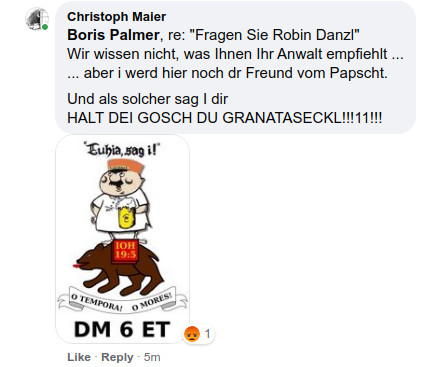 Christoph Maier
Boris Palmer, re: "Fragen Sie Robin Danzl"
Wir wissen nicht, was Ihnen Ihr Anwalt empfiehlt ...
... aber i werd hier noch dr Freund vom Papscht.
Und als solcher sag I dir
HALT DEI GOSCH DU GRANATASECKL!!!11!!!
"Luhia, sag i!"
IOH
19:5
O TEMPORA! O MORES!
DM 6 ET
1
Like · Reply · 5m